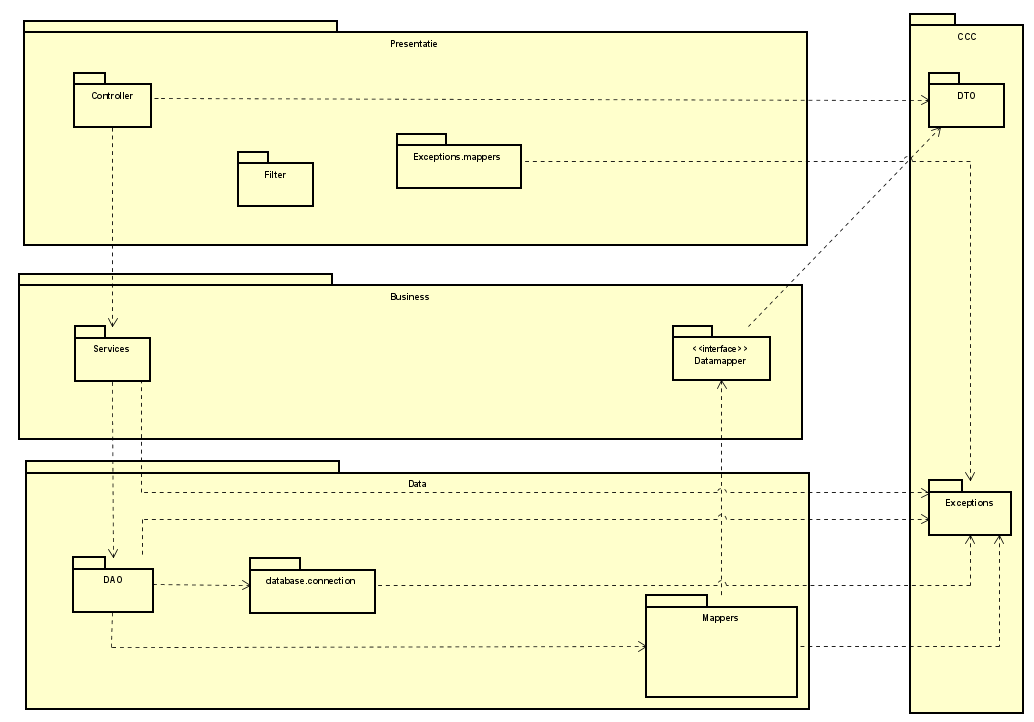 Presentatie
CCC
Controller
DTO
Exceptions.mappers
Filter
Business
Services
<<interface>>
Datamapper
Data
Exceptions
DAO
database.connection
Mappers